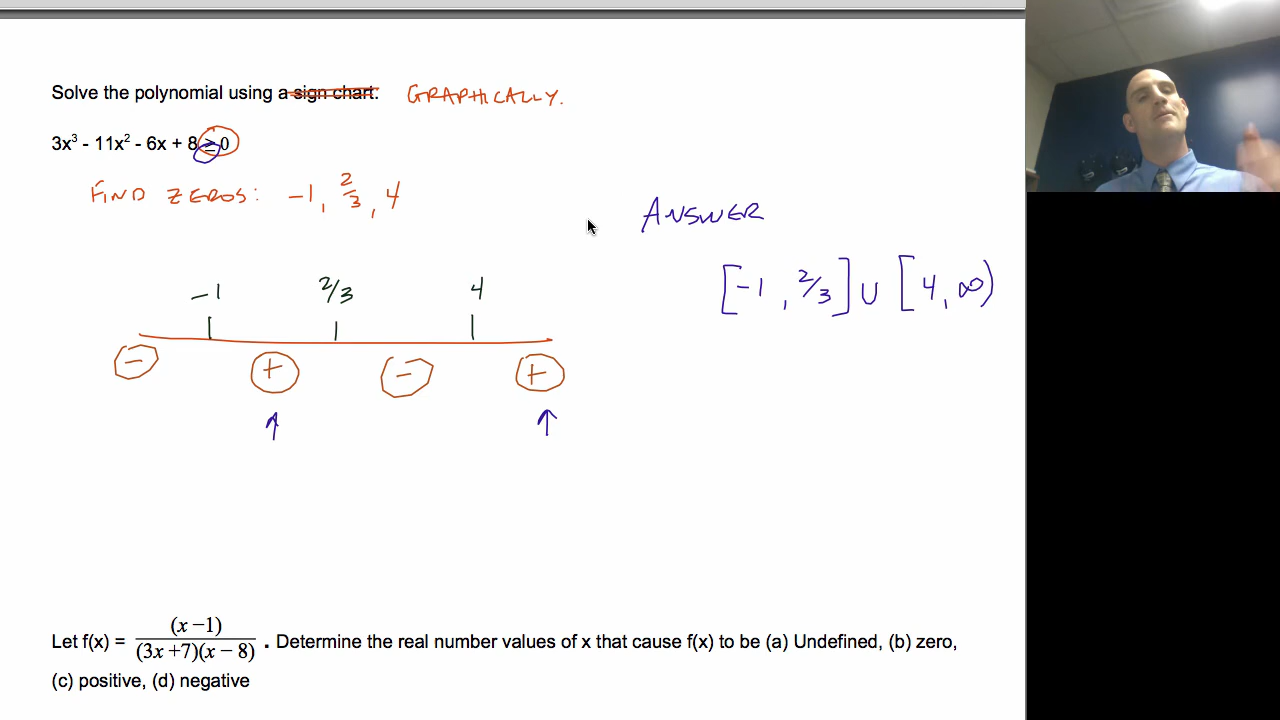 Solve the polynomial using a sign chart. GRAPHICALLY.
3x³ - 11x² - 6x + 8 ≥ 0
FIND ZEROS: -1, 2/3, 4
ANSWER
[-1, 2/3] ∪ [4, ∞)
-1 2/3 4
- + - +
Let f(x) = (x − 1) / (3x + 7)(x − 8) . Determine the real number values of x that cause f(x) to be (a) Undefined, (b) zero,
(c) positive, (d) negative